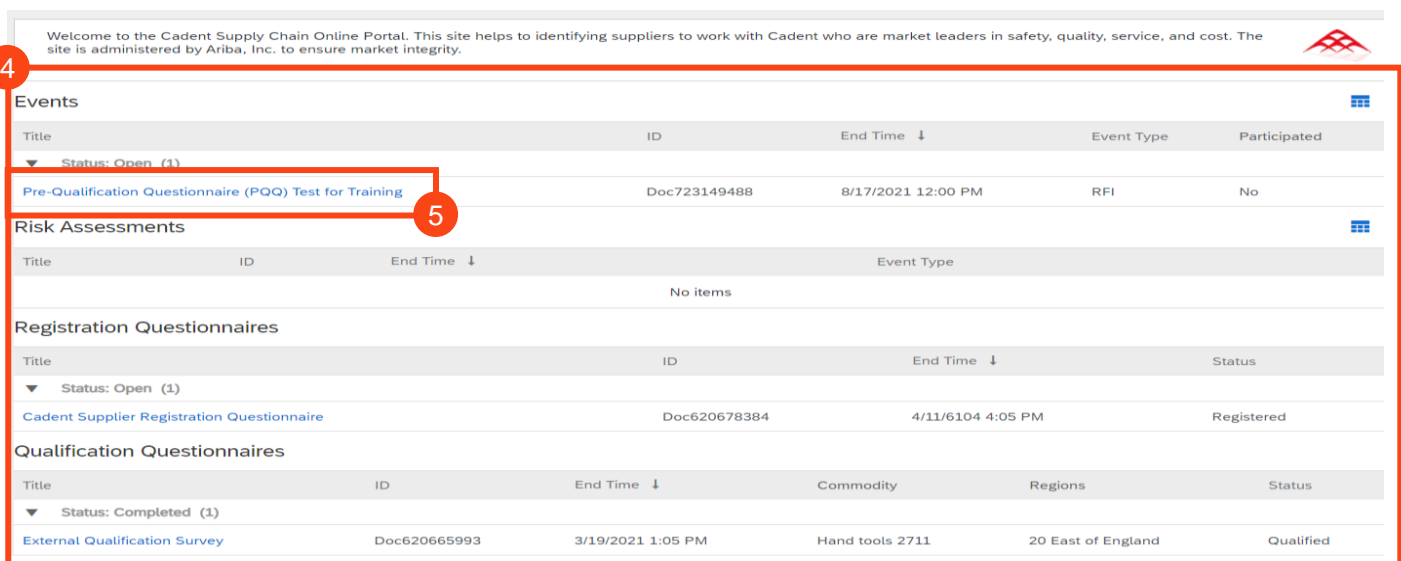 Welcome to the Cadent Supply Chain Online Portal. This site helps to identifying suppliers to work with Cadent who are market leaders in safety, quality, service, and cost. The
site is administered by Ariba, Inc. to ensure market integrity.
4
Events
Title ID End Time ↓ Event Type Participated
▼ Status: Open (1)
Pre-Qualification Questionnaire (PQQ) Test for Training Doc723149488 8/17/2021 12:00 PM RFI No
5
Risk Assessments
Title ID End Time ↓ Event Type
No items
Registration Questionnaires
Title ID End Time ↓ Status
▼ Status: Open (1)
Cadent Supplier Registration Questionnaire Doc620678384 4/11/6104 4:05 PM Registered
Qualification Questionnaires
Title ID End Time ↓ Commodity Regions Status
▼ Status: Completed (1)
External Qualification Survey Doc620665993 3/19/2021 1:05 PM Hand tools 2711 20 East of England Qualified